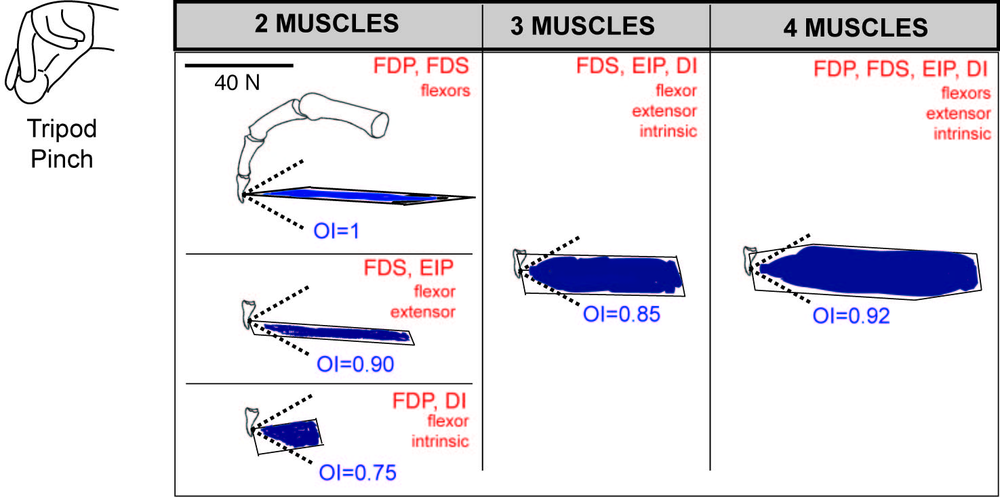 Tripod
Pinch
2 MUSCLES
3 MUSCLES
4 MUSCLES
40 N
FDP, FDS
flexors
OI=1
FDS, EIP
flexor
extensor
OI=0.90
FDP, DI
flexor
intrinsic
OI=0.75
FDS, EIP, DI
flexor
extensor
intrinsic
OI=0.85
FDP, FDS, EIP, DI
flexors
extensor
intrinsic
OI=0.92